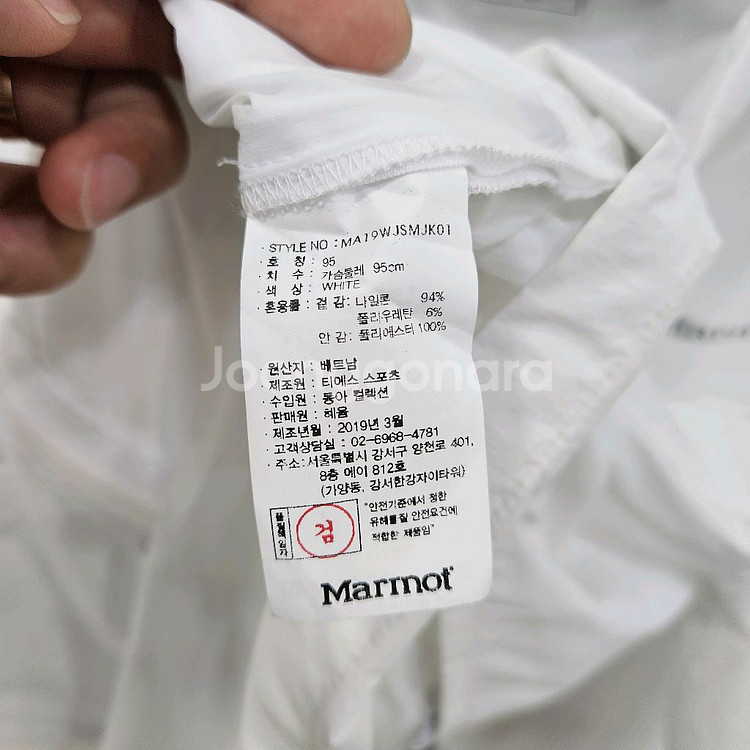 · STYLE NO : MA19WJSMJK01
· 호 칭 : 95
· 치 수 : 가슴둘레 95cm
· 색 상 : WHITE
· 혼용률 : 겉 감 : 나일론 94%
폴리우레탄 6%
안 감 : 폴리에스터 100%
· 원산지 : 베트남
· 제조원 : 티에스 스포츠
· 수입원 : 동아 컬렉션
· 판매원 : 혜윰
· 제조년월 : 2019년 3월
· 고객상담실 : 02-6968-4781
· 주소 : 서울특별시 강서구 양천로 401,
8층 에이 812호
(가양동, 강서한강자이타워)
품질책임자
검
"안전기준에서 정한
유해물질 안전요건에
적합한 제품임"
Marmot